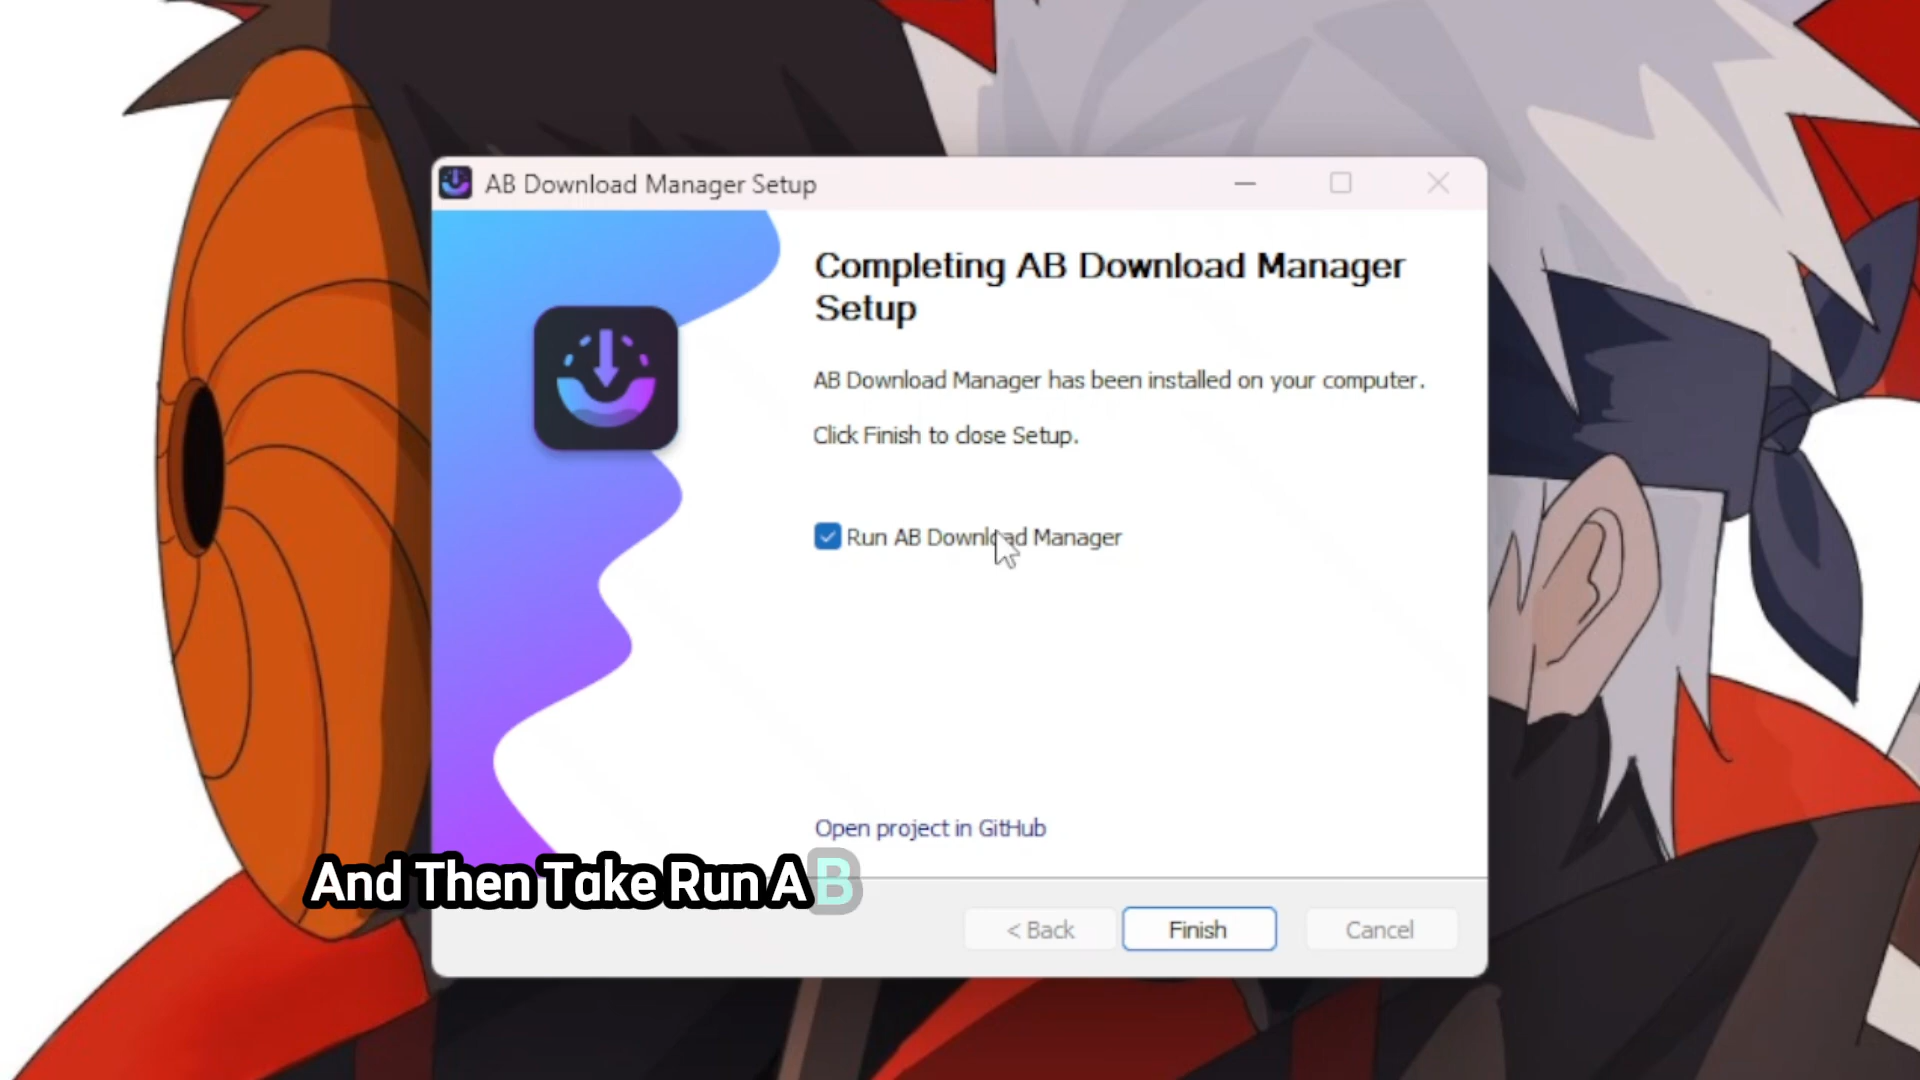 AB Download Manager Setup
Completing AB Download Manager
Setup
AB Download Manager has been installed on your computer.
Click Finish to close Setup.
Run AB Download Manager
Open project in GitHub
And Then Take Run AB
< Back
Finish
Cancel